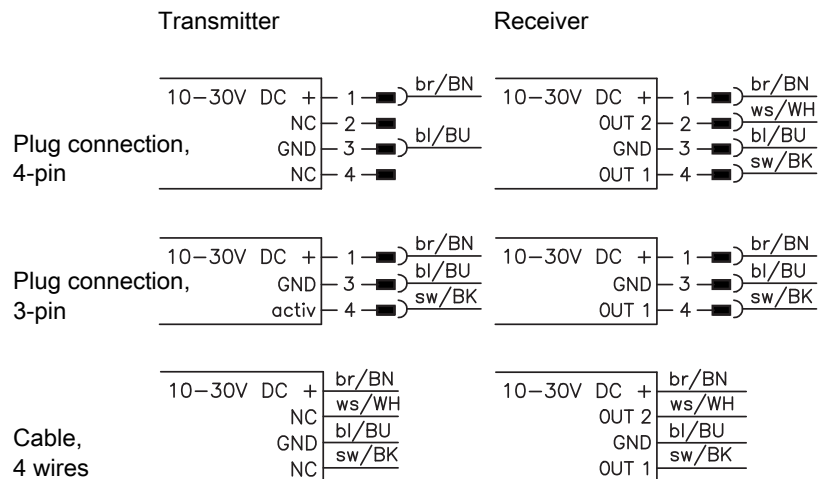 Transmitter Receiver
Plug connection,
4-pin
10–30V DC + 1 br/BN
NC 2
GND 3 bl/BU
NC 4
10–30V DC + 1 br/BN
OUT 2 2 ws/WH
GND 3 bl/BU
OUT 1 4 sw/BK
Plug connection,
3-pin
10–30V DC + 1 br/BN
GND 3 bl/BU
activ 4 sw/BK
10–30V DC + 1 br/BN
GND 3 bl/BU
OUT 1 4 sw/BK
Cable,
4 wires
10–30V DC + br/BN
NC ws/WH
GND bl/BU
NC sw/BK
10–30V DC + br/BN
OUT 2 ws/WH
GND bl/BU
OUT 1 sw/BK